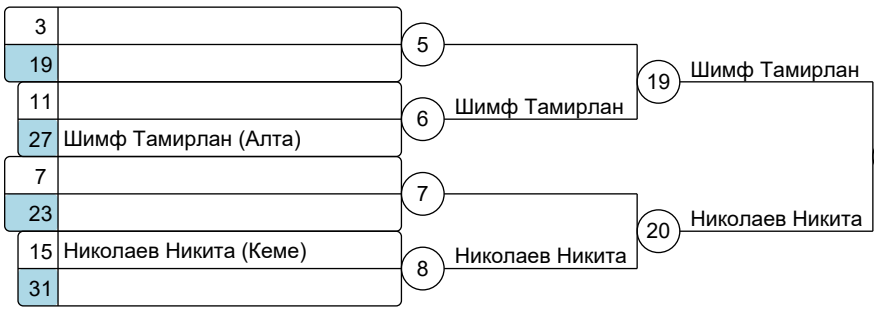 3
5
19
Шимф Тамирлан
19
11
6
Шимф Тамирлан
27 Шимф Тамирлан (Алта)
7
7
23
Николаев Никита
20
15 Николаев Никита (Кеме)
8
Николаев Никита
31